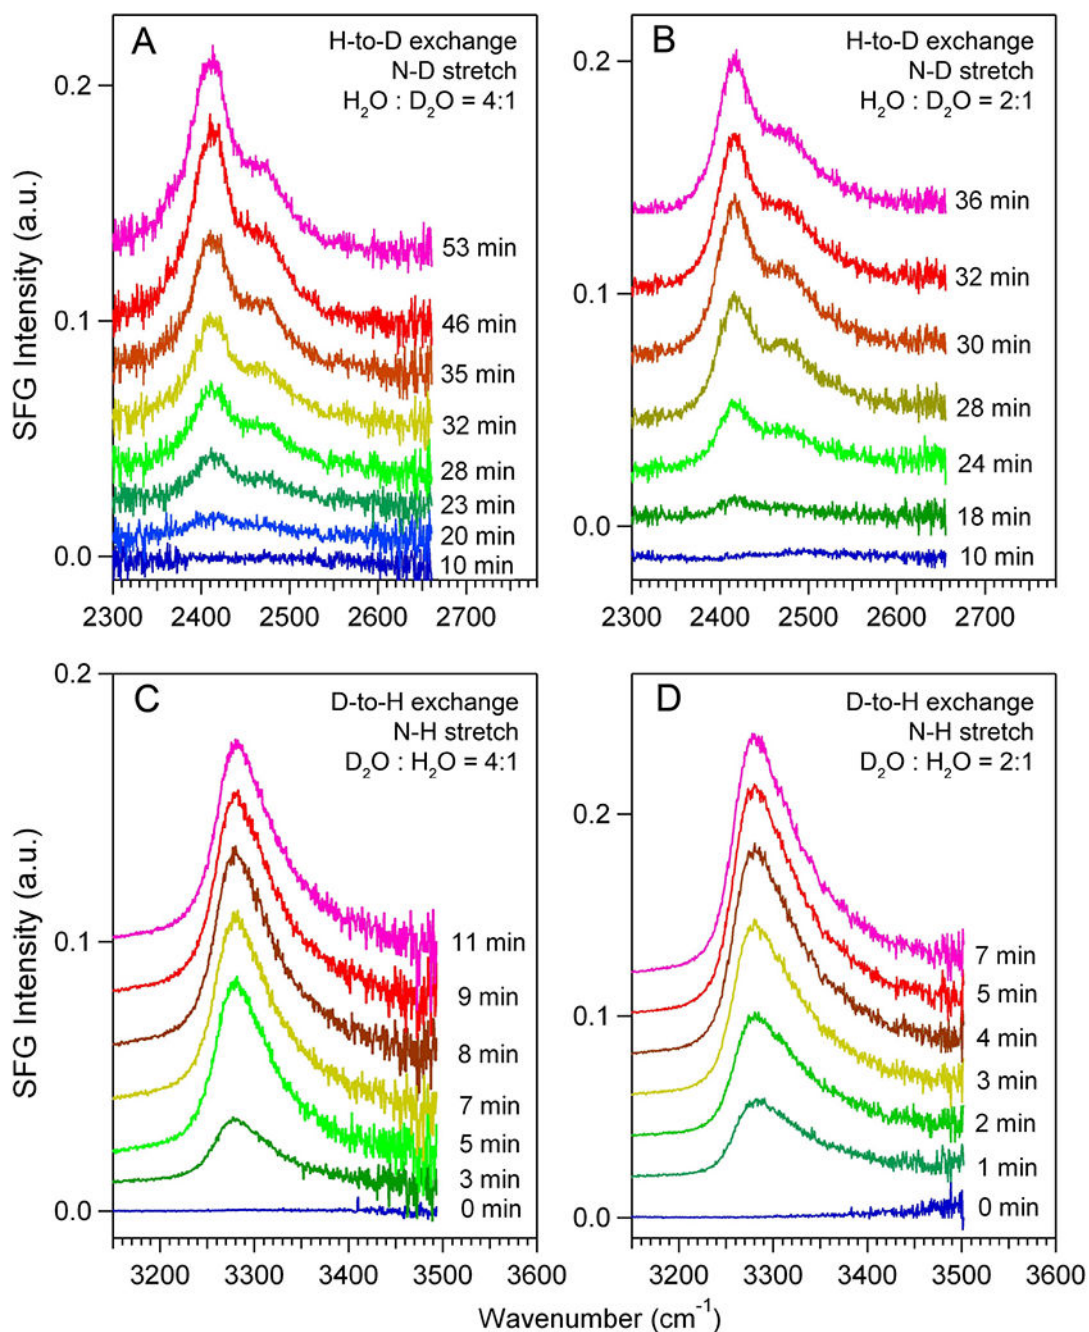 A
H-to-D exchange
N-D stretch
H₂O : D₂O = 4:1
0.2
0.1
0.0
SFG Intensity (a.u.)
53 min
46 min
35 min
32 min
28 min
23 min
20 min
10 min
2300 2400 2500 2600 2700
B
H-to-D exchange
N-D stretch
H₂O : D₂O = 2:1
0.2
0.1
0.0
36 min
32 min
30 min
28 min
24 min
18 min
10 min
2300 2400 2500 2600 2700
C
D-to-H exchange
N-H stretch
D₂O : H₂O = 4:1
0.2
0.1
0.0
SFG Intensity (a.u.)
11 min
9 min
8 min
7 min
5 min
3 min
0 min
3200 3300 3400 3500 3600
D
D-to-H exchange
N-H stretch
D₂O : H₂O = 2:1
0.2
0.1
0.0
7 min
5 min
4 min
3 min
2 min
1 min
0 min
3200 3300 3400 3500 3600
Wavenumber (cm⁻¹)